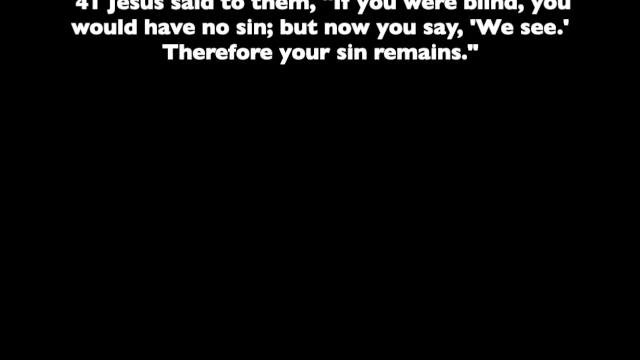 41 Jesus said to them, "If you were blind, you
would have no sin; but now you say, 'We see.'
Therefore your sin remains."